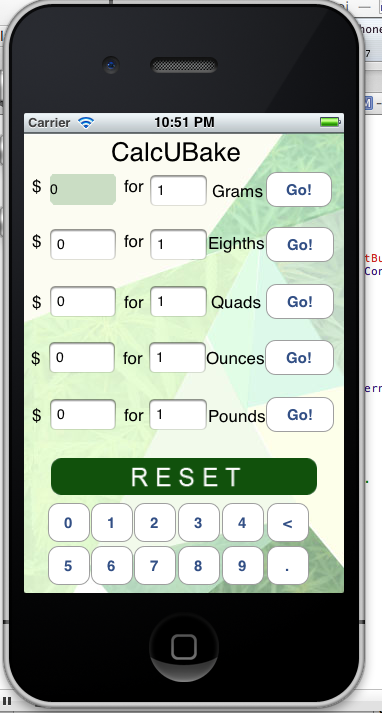 Carrier 10:51 PM
CalcUBake
$ 0 for 1 Grams Go!
$ 0 for 1 Eighths Go!
$ 0 for 1 Quads Go!
$ 0 for 1 Ounces Go!
$ 0 for 1 Pounds Go!
RESET
0 1 2 3 4 <
5 6 7 8 9 .